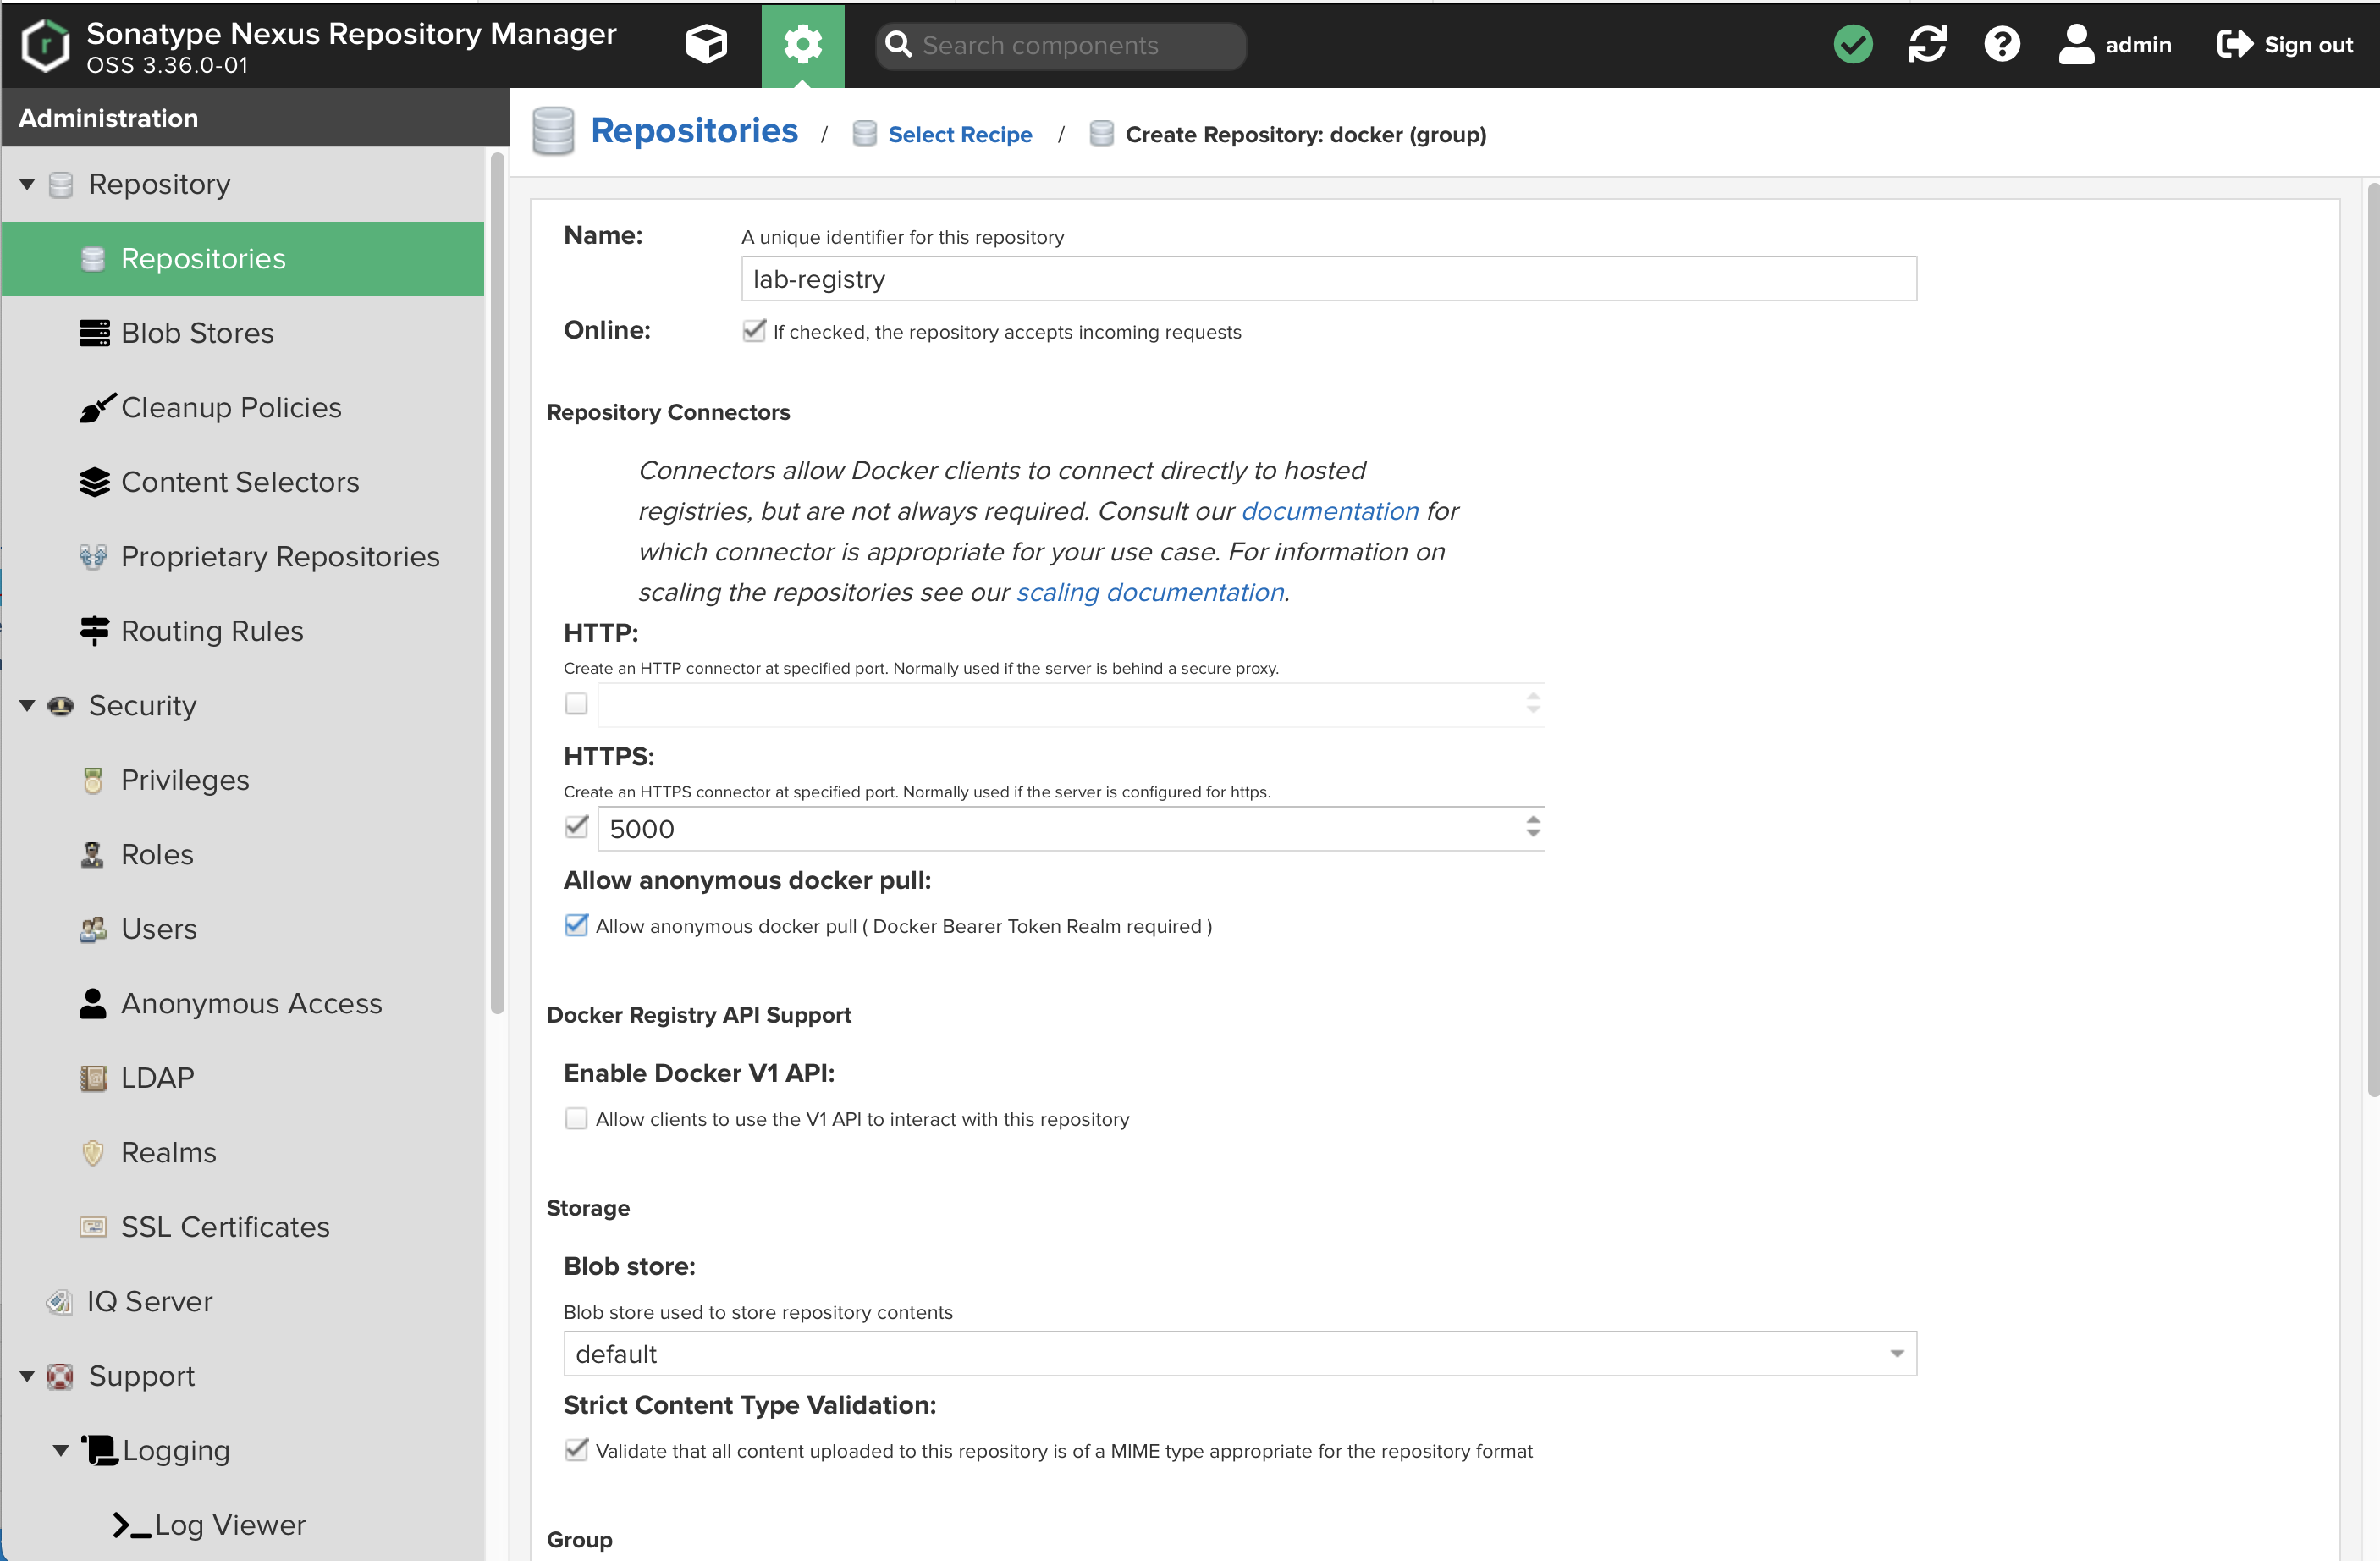 Sonatype Nexus Repository Manager
OSS 3.36.0-01
Search components
admin
Sign out
Administration
Repository
Repositories
Blob Stores
Cleanup Policies
Content Selectors
Proprietary Repositories
Routing Rules
Security
Privileges
Roles
Users
Anonymous Access
LDAP
Realms
SSL Certificates
IQ Server
Support
Logging
Log Viewer
Repositories / Select Recipe / Create Repository: docker (group)
Name:
A unique identifier for this repository
lab-registry
Online:
If checked, the repository accepts incoming requests
Repository Connectors
Connectors allow Docker clients to connect directly to hosted
registries, but are not always required. Consult our documentation for
which connector is appropriate for your use case. For information on
scaling the repositories see our scaling documentation.
HTTP:
Create an HTTP connector at specified port. Normally used if the server is behind a secure proxy.
HTTPS:
Create an HTTPS connector at specified port. Normally used if the server is configured for https.
5000
Allow anonymous docker pull:
Allow anonymous docker pull ( Docker Bearer Token Realm required )
Docker Registry API Support
Enable Docker V1 API:
Allow clients to use the V1 API to interact with this repository
Storage
Blob store:
Blob store used to store repository contents
default
Strict Content Type Validation:
Validate that all content uploaded to this repository is of a MIME type appropriate for the repository format
Group